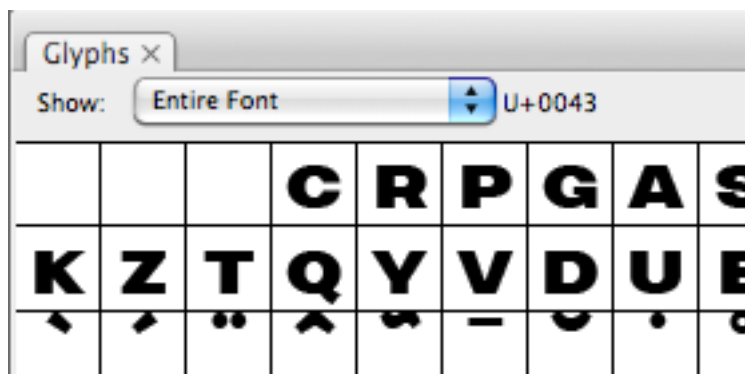 Glyphs ×
Show: Entire Font U+0043
C R P G A S
K Z T Q Y V D U